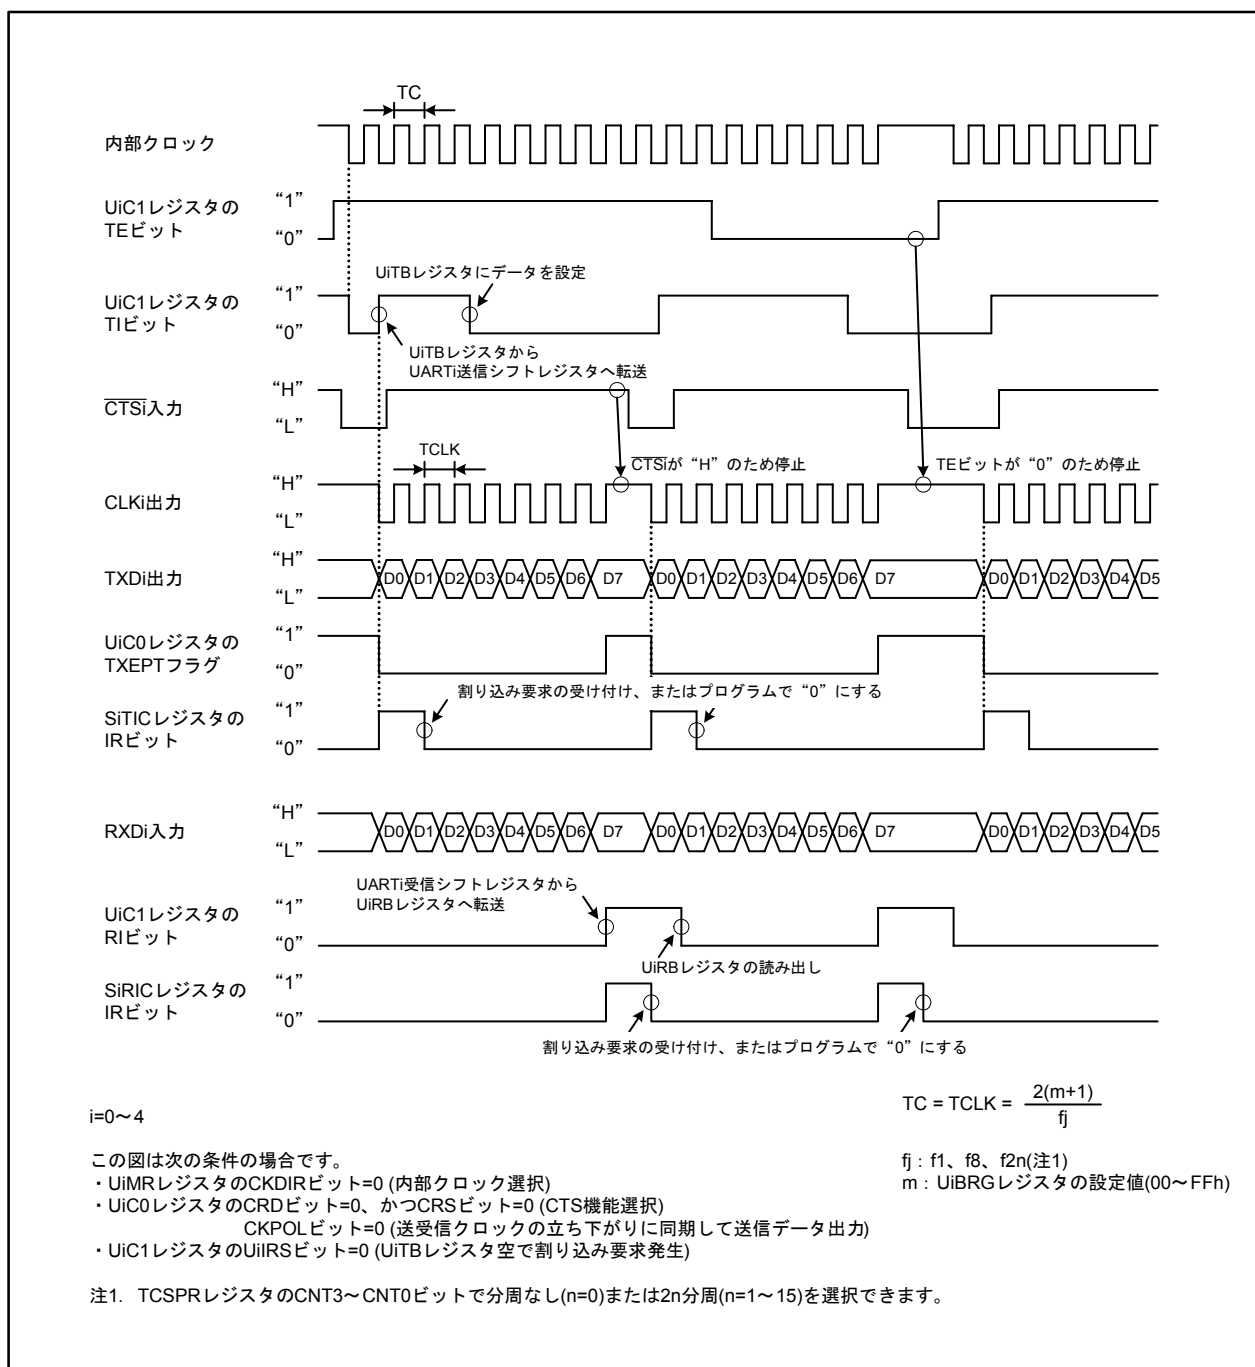 TC
内部クロック
UiC1レジスタの
TEビット
“1”
“0”
UiTBレジスタにデータを設定
UiC1レジスタの
TIビット
“1”
“0”
UiTBレジスタから
UARTi送信シフトレジスタへ転送
CTSi入力
“H”
“L”
TCLK
CTSiが“H”のため停止
TEビットが“0”のため停止
CLKi出力
“H”
“L”
TXDi出力
“H”
“L”
D0 D1 D2 D3 D4 D5 D6 D7 D0 D1 D2 D3 D4 D5 D6 D7 D0 D1 D2 D3 D4 D5
UiC0レジスタの
TXEPTフラグ
“1”
“0”
割り込み要求の受け付け、またはプログラムで“0”にする
SiTICレジスタの
IRビット
“1”
“0”
RXDi入力
“H”
“L”
D0 D1 D2 D3 D4 D5 D6 D7 D0 D1 D2 D3 D4 D5 D6 D7 D0 D1 D2 D3 D4 D5
UARTi受信シフトレジスタから
UiRBレジスタへ転送
UiC1レジスタの
RIビット
“1”
“0”
UiRBレジスタの読み出し
SiRICレジスタの
IRビット
“1”
“0”
割り込み要求の受け付け、またはプログラムで“0”にする
i=0～4
TC = TCLK = 2(m+1)
fj
fj : f1、f8、f2n(注1)
m : UiBRGレジスタの設定値(00～FFh)
この図は次の条件の場合です。
・UiMRレジスタのCKDIRビット=0 (内部クロック選択)
・UiC0レジスタのCRDビット=0、かつCRSビット=0 (CTS機能選択)
CKPOLビット=0 (送受信クロックの立ち下がりに同期して送信データ出力)
・UiC1レジスタのUiIRSビット=0 (UiTBレジスタ空で割り込み要求発生)
注1. TCSPRレジスタのCNT3～CNT0ビットで分周なし(n=0)または2n分周(n=1～15)を選択できます。